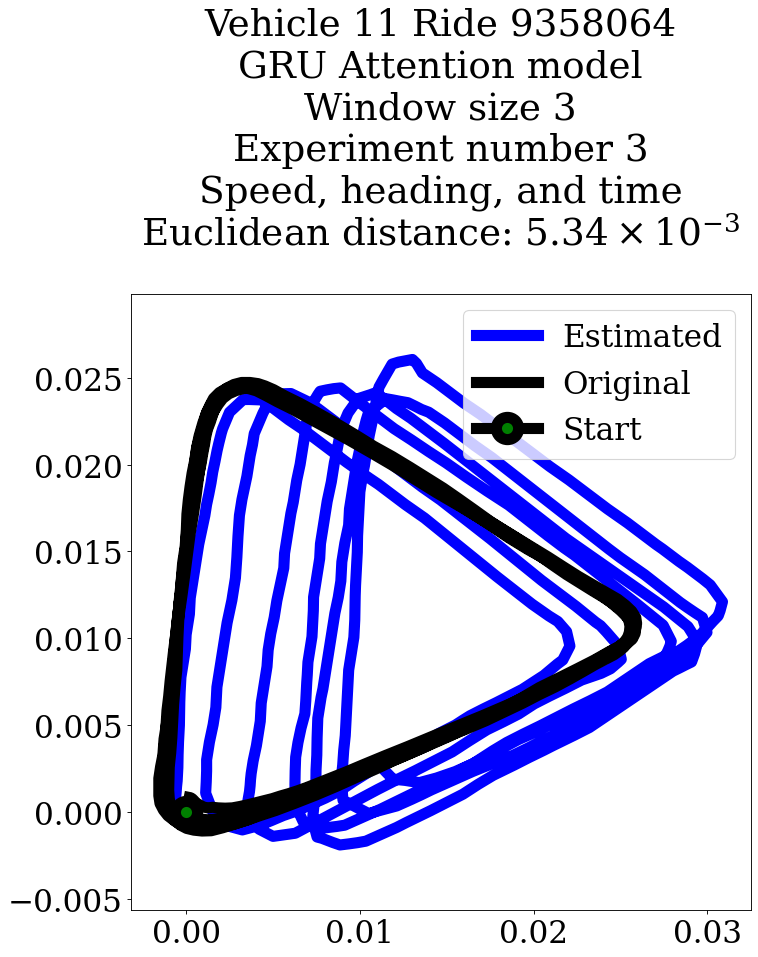 Vehicle 11 Ride 9358064
GRU Attention model
Window size 3
Experiment number 3
Speed, heading, and time
Euclidean distance: 5.34 × 10⁻³
Estimated
Original
Start
0.025
0.020
0.015
0.010
0.005
0.000
−0.005
0.00 0.01 0.02 0.03